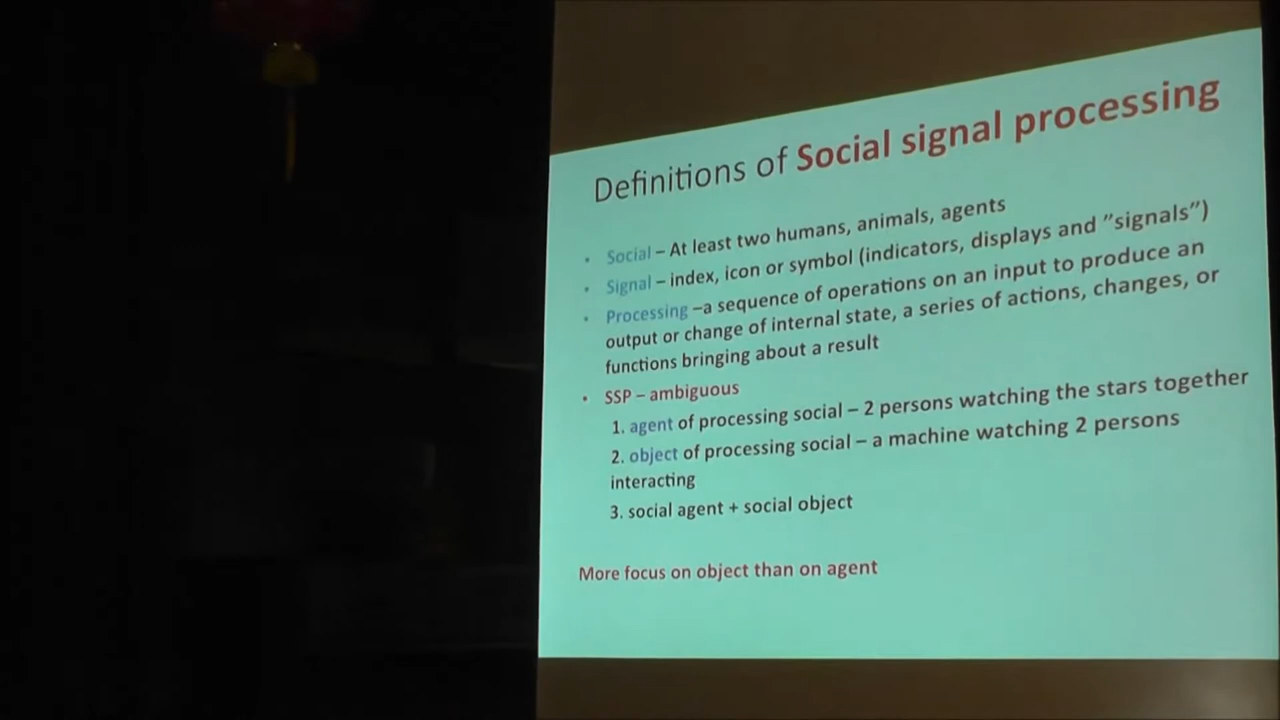 Definitions of Social signal processing
• Social – At least two humans, animals, agents
• Signal – index, icon or symbol (indicators, displays and ”signals”)
• Processing –a sequence of operations on an input to produce an
output or change of internal state, a series of actions, changes, or
functions bringing about a result
• SSP – ambiguous
1. agent of processing social – 2 persons watching the stars together
2. object of processing social – a machine watching 2 persons
interacting
3. social agent + social object
More focus on object than on agent